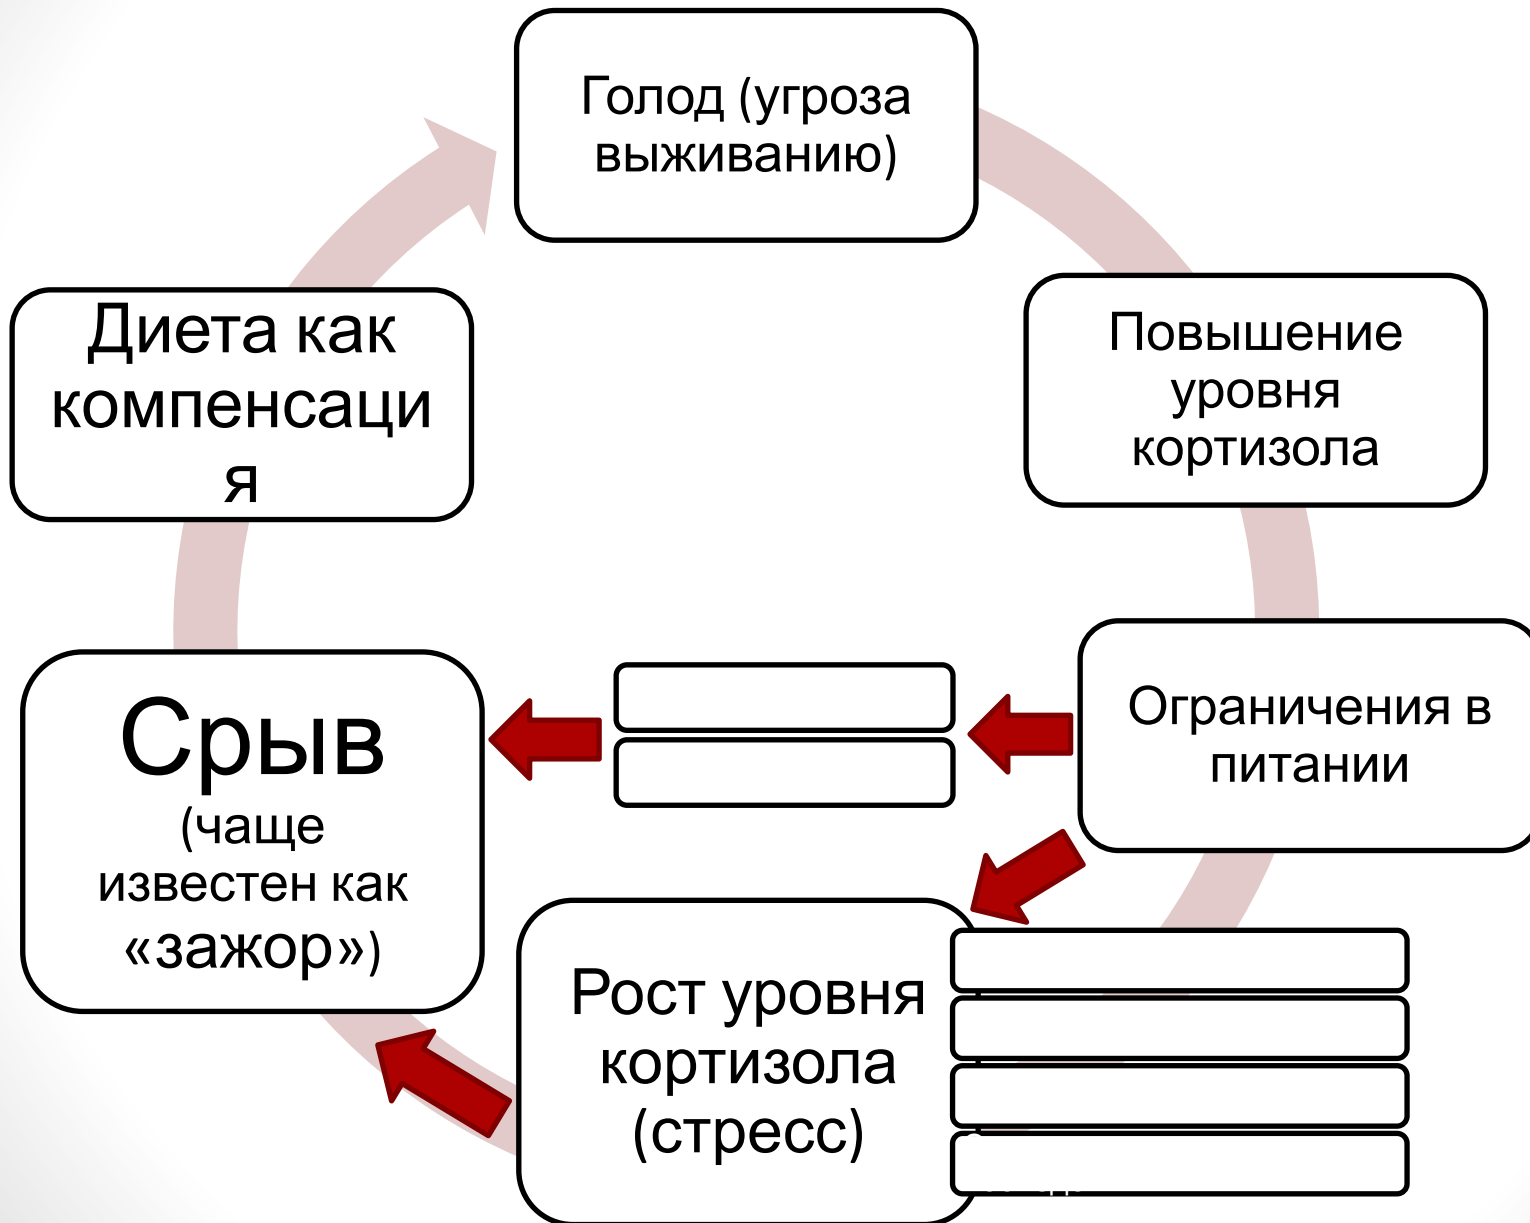 Голод (угроза
выживанию)
Повышение
уровня
кортизола
Ограничения в
питании
Рост уровня
кортизола
(стресс)
Срыв
(чаще
известен как
«зажор»)
Диета как
компенсаци
я